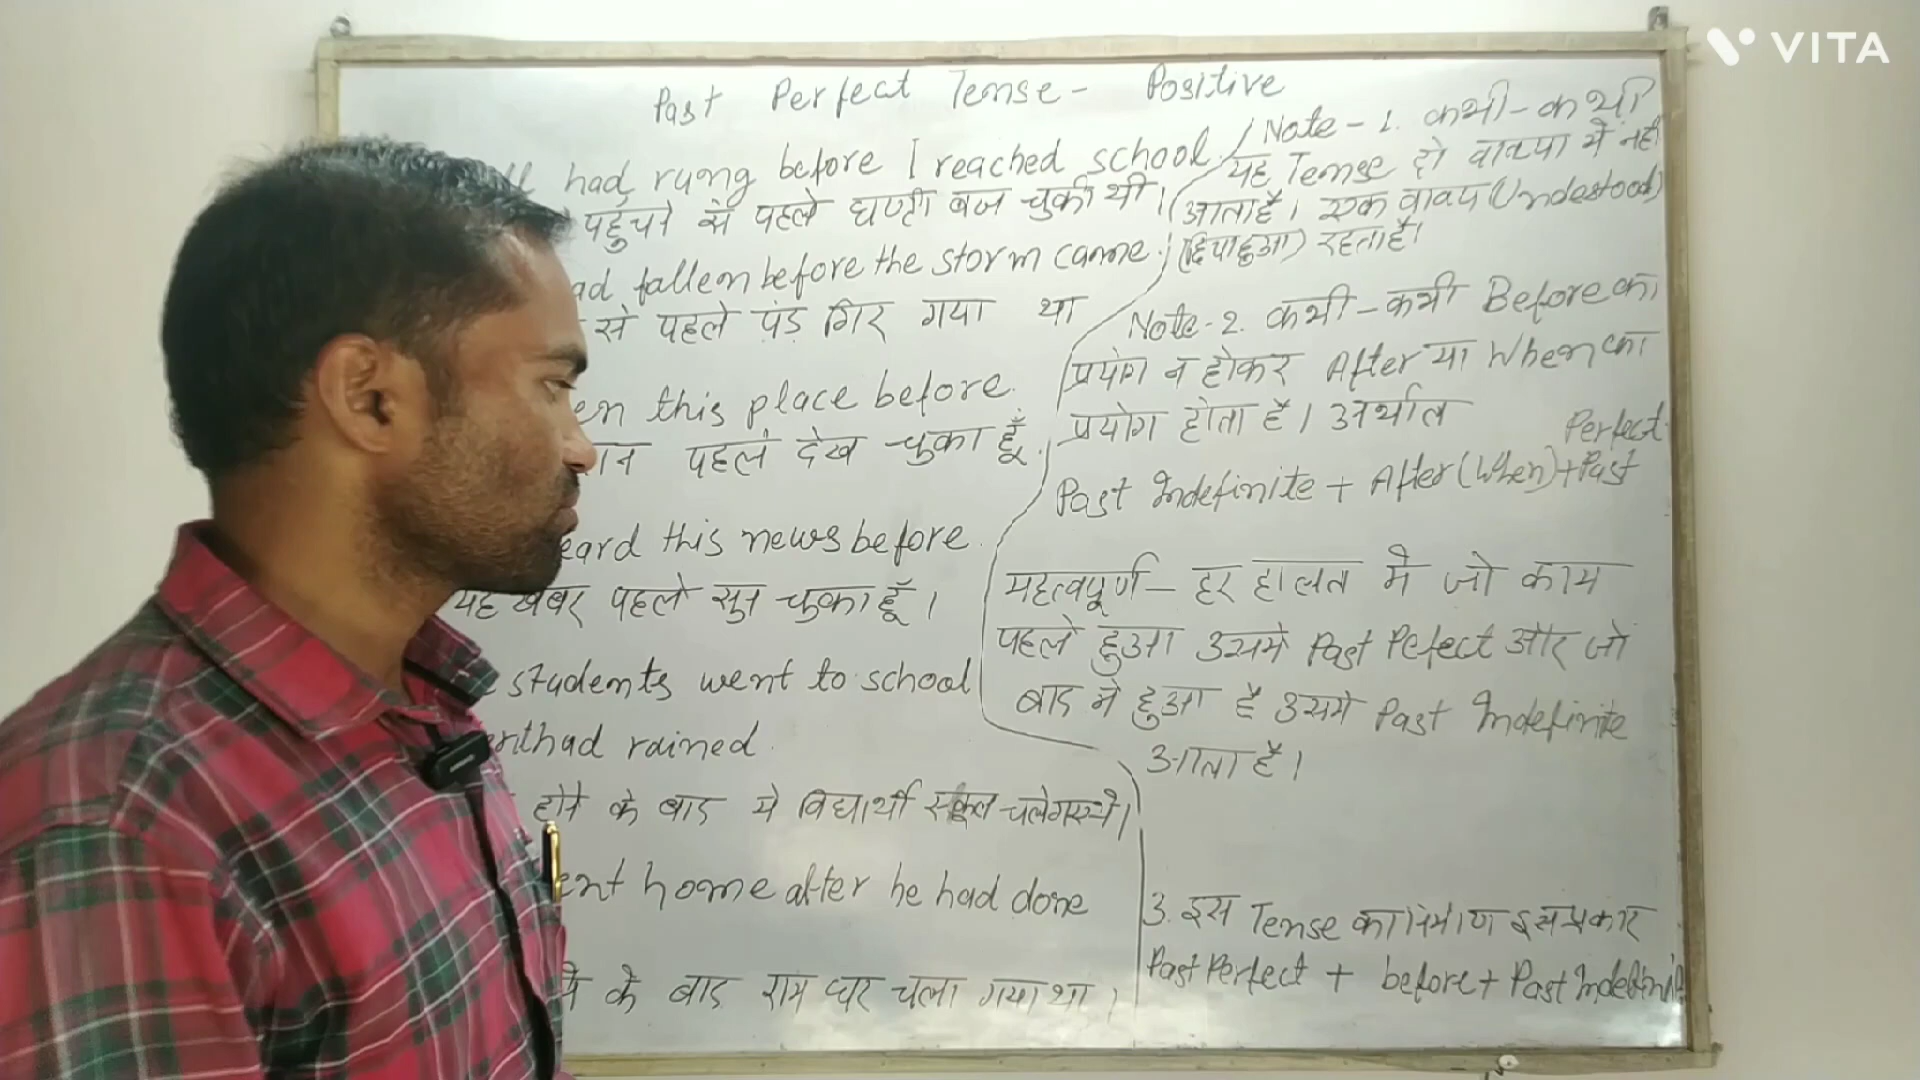 VITA
Past Perfect Tense - Positive
had rung before I reached school.
पहुँचने से पहले घण्टी बज चुकी थी।
ad fallen before the storm came.
से पहले पेड़ गिर गया था
en this place before.
ान पहले देख चुका हूँ.
eard this news before.
यह खबर पहले सुन चुका हूँ।
students went to school
had rained.
होने के बाद ये विद्यार्थी स्कूल चले गए थे।
ent home after he had done
के बाद राम घर चला गया था।
Note - 1. कभी - कभी
यह Tense दो वाक्यों में नहीं
आता है। एक वाक्य (Undestood)
(छिपा हुआ) रहता है।
Note-2. कभी - कभी Before का
प्रयोग न होकर After या When का
प्रयोग होता है। अर्थात
Past Indefinite + After (When) + Past Perfect.
महत्वपूर्ण - हर हालत में जो काम
पहले हुआ उसमे Past Pefect और जो
बाद मे हुआ है उसमे Past Indefinite
आता है।
3. इस Tense का निर्माण इस प्रकार
Past Perfect + before + Past Indefinite